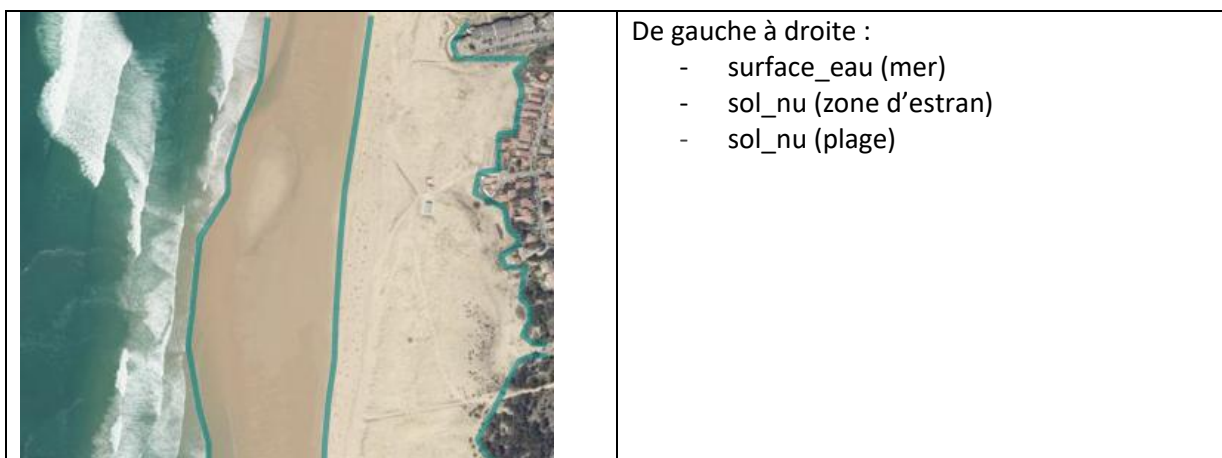 De gauche à droite :
- surface_eau (mer)
- sol_nu (zone d’estran)
- sol_nu (plage)